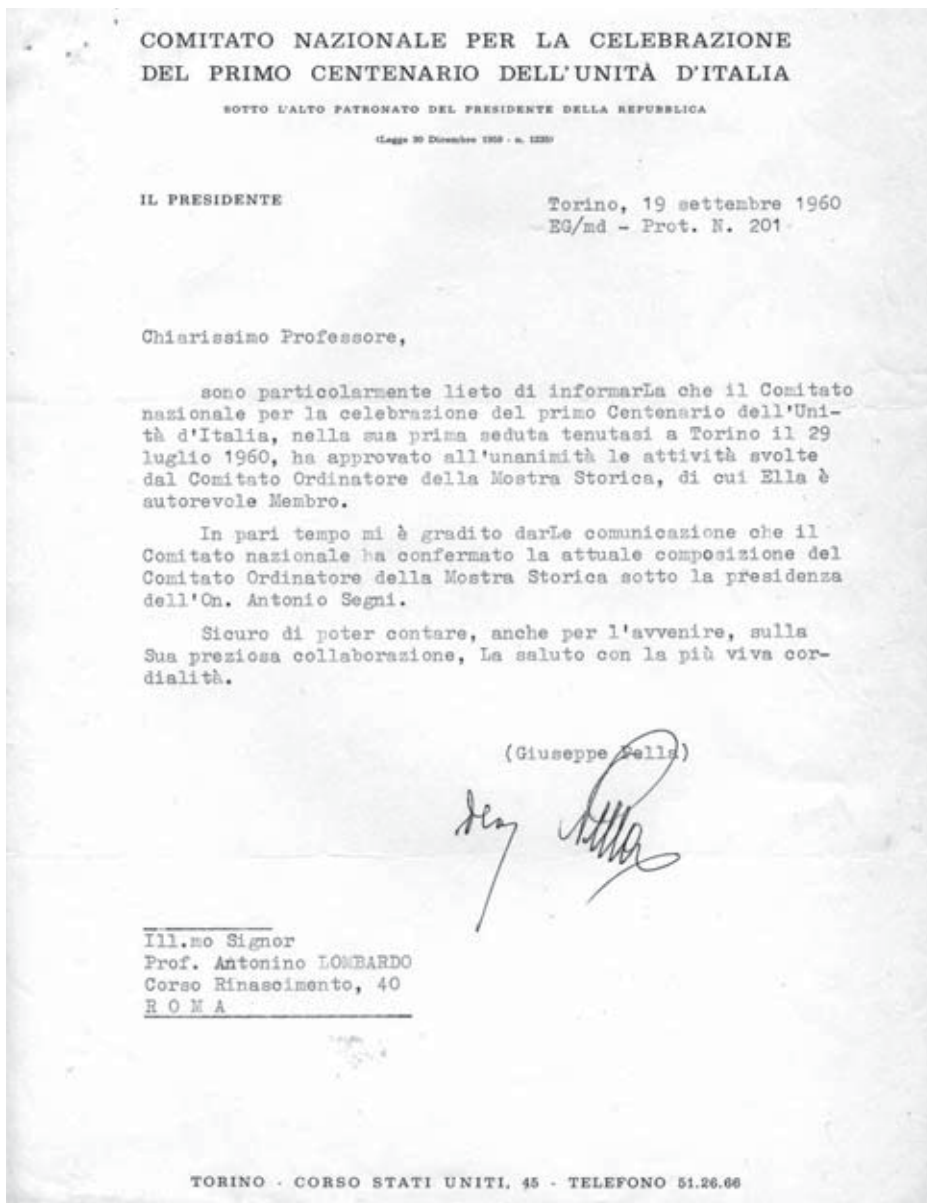 COMITATO NAZIONALE PER LA CELEBRAZIONE
DEL PRIMO CENTENARIO DELL'UNITÀ D'ITALIA
SOTTO L'ALTO PATRONATO DEL PRESIDENTE DELLA REPUBBLICA
(Legge 30 Dicembre 1959 - n.
IL PRESIDENTE
Torino, 19 settembre 1960
EG/md - Prot. N. 201
Chiarissimo Professore,
sono particolarmente lieto di informarLa che il Comitato
nazionale per la celebrazione del primo Centenario dell'Uni-
tà d'Italia, nella sua prima seduta tenutasi a Torino il 29
luglio 1960, ha approvato all'unanimità le attività svolte
dal Comitato Ordinatore della Mostra Storica, di cui Ella è
autorevole Membro.
In pari tempo mi è gradito darLe comunicazione che il
Comitato nazionale ha confermato la attuale composizione del
Comitato Ordinatore della Mostra Storica sotto la presidenza
dell'On. Antonio Segni.
Sicuro di poter contare, anche per l'avvenire, sulla
Sua preziosa collaborazione, La saluto con la più viva cor-
dialità.
(Giuseppe Pella)
Pella
Ill.mo Signor
Prof. Antonino LOMBARDO
Corso Rinascimento, 40
R O M A
TORINO - CORSO STATI UNITI, 45 - TELEFONO 51.26.66